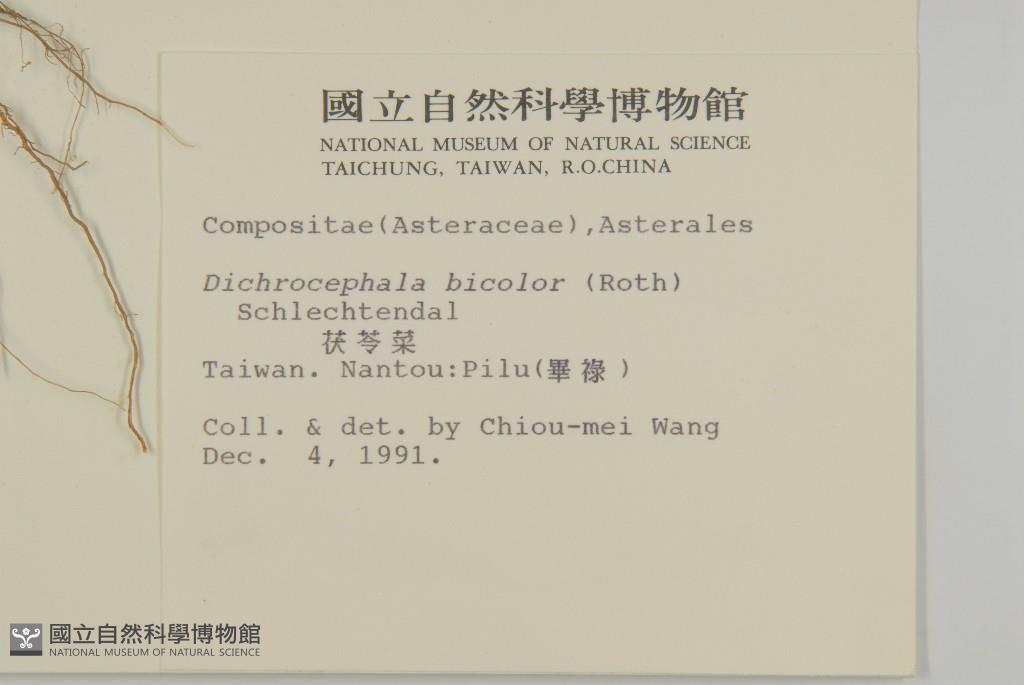 國立自然科學博物館
NATIONAL MUSEUM OF NATURAL SCIENCE
TAICHUNG, TAIWAN, R.O.CHINA
Compositae(Asteraceae),Asterales
Dichrocephala bicolor (Roth)
Schlechtendal
茯苓菜
Taiwan. Nantou:Pilu(畢祿)
Coll. & det. by Chiou-mei Wang
Dec. 4, 1991.
國立自然科學博物館
NATIONAL MUSEUM OF NATURAL SCIENCE